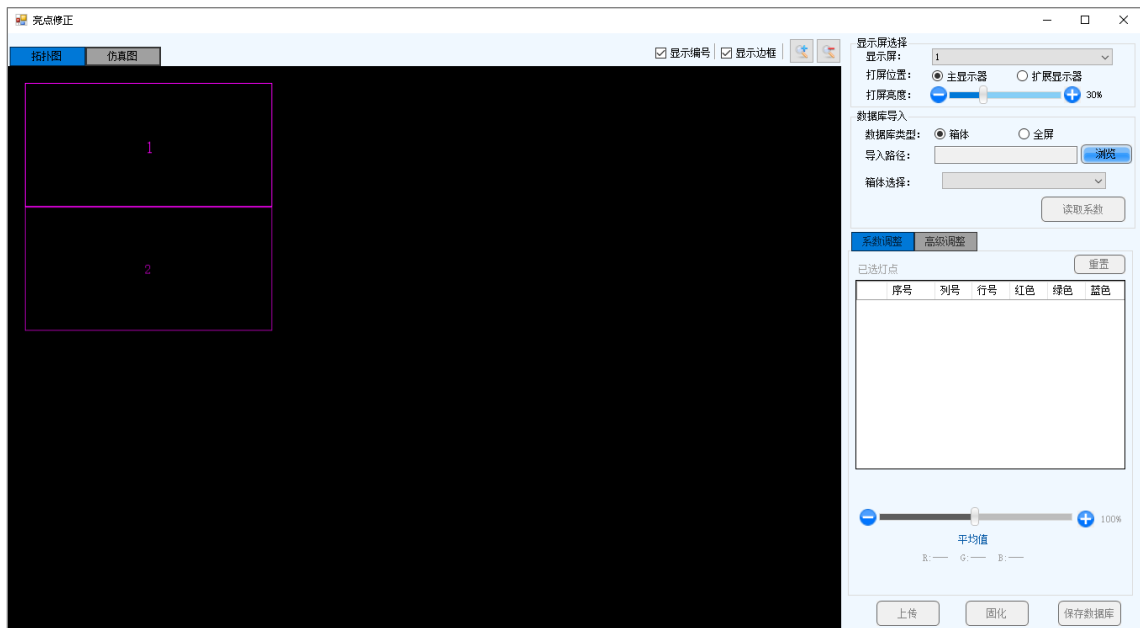 亮点修正
拓扑图 仿真图 显示编号 显示边框
1
2
显示屏选择
显示屏: 1
打屏位置: 主显示器 扩展显示器
打屏亮度: 30%
数据库导入
数据库类型: 箱体 全屏
导入路径: 浏览
箱体选择:
读取系数
系数调整 高级调整
已选灯点 重置
序号 列号 行号 红色 绿色 蓝色
100%
平均值
R:── G:── B:──
上传 固化 保存数据库